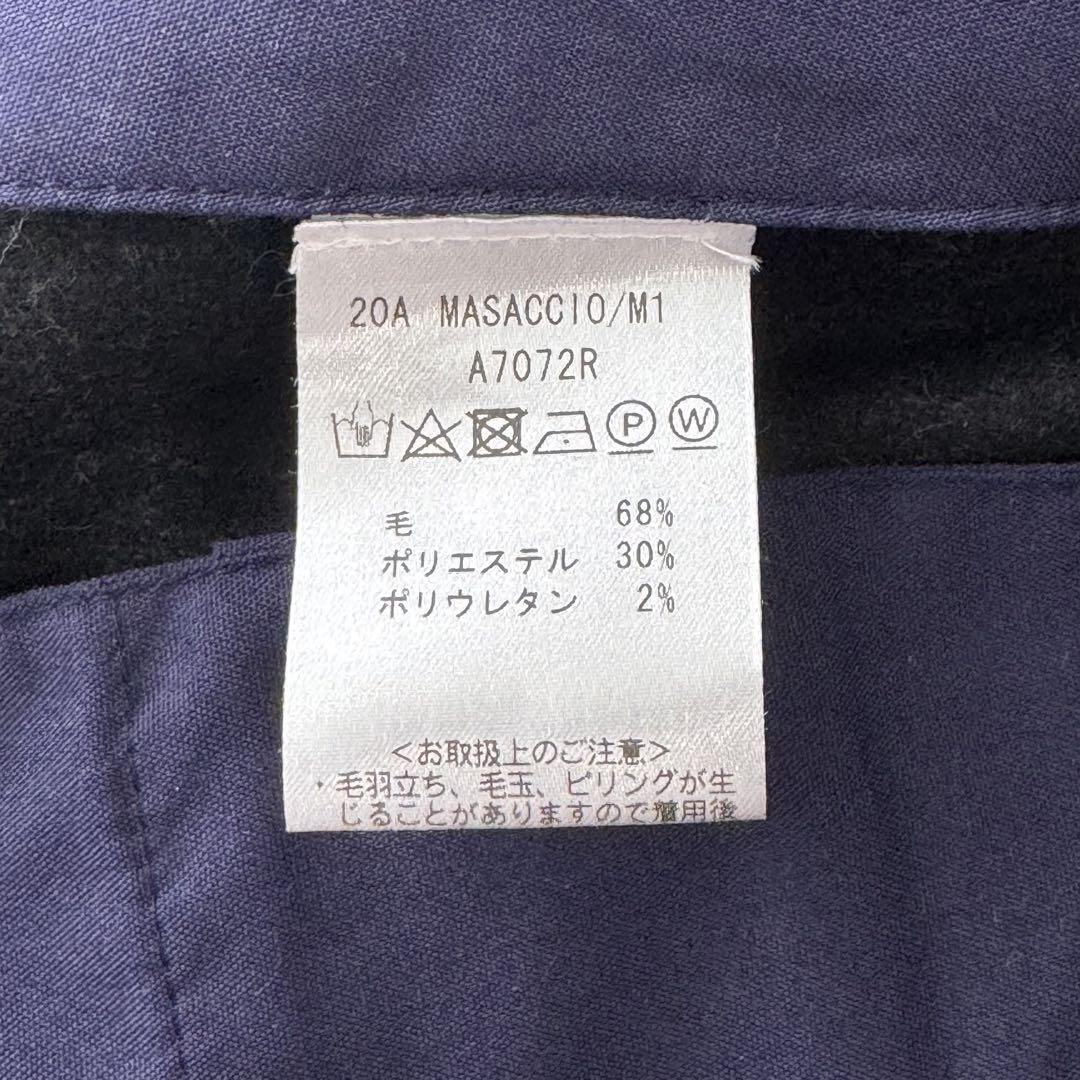 20A MASACCIO/M1
A7072R
P W
毛 68%
ポリエステル 30%
ポリウレタン 2%
<お取扱上のご注意>
・毛羽立ち、毛玉、ピリングが生
じることがありますので着用後